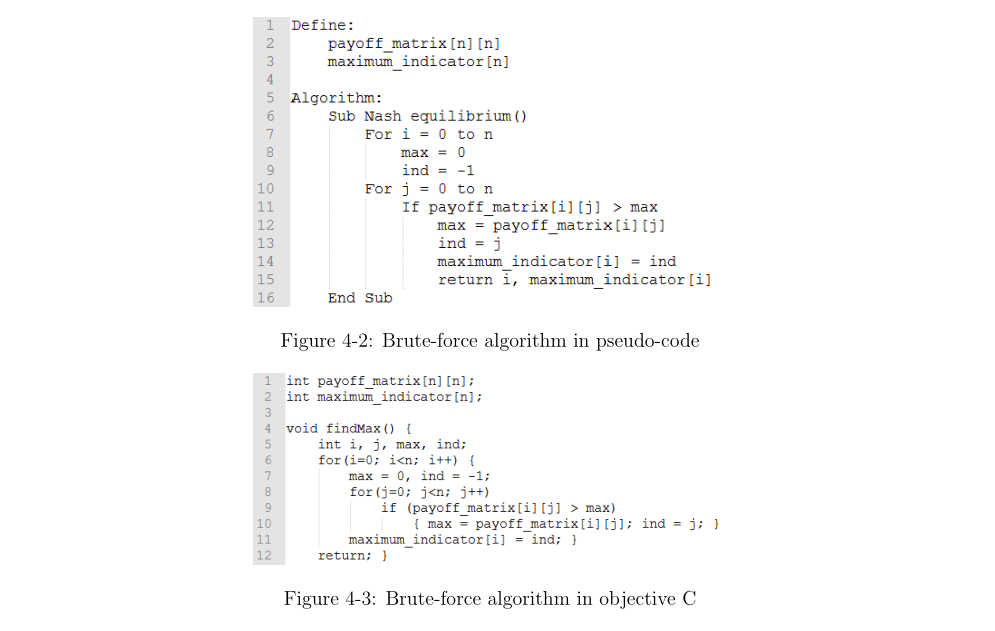 1 Define:
2     payoff_matrix[n][n]
3     maximum_indicator[n]
4
5 Algorithm:
6     Sub Nash equilibrium()
7         For i = 0 to n
8             max = 0
9             ind = -1
10         For j = 0 to n
11             If payoff_matrix[i][j] > max
12                 max = payoff_matrix[i][j]
13                 ind = j
14                 maximum_indicator[i] = ind
15                 return i, maximum_indicator[i]
16     End Sub
Figure 4-2: Brute-force algorithm in pseudo-code
1 int payoff_matrix[n][n];
2 int maximum_indicator[n];
3
4 void findMax() {
5     int i, j, max, ind;
6     for(i=0; i<n; i++) {
7         max = 0, ind = -1;
8         for(j=0; j<n; j++)
9             if (payoff_matrix[i][j] > max)
10                 { max = payoff_matrix[i][j]; ind = j; }
11         maximum_indicator[i] = ind; }
12     return; }
Figure 4-3: Brute-force algorithm in objective C